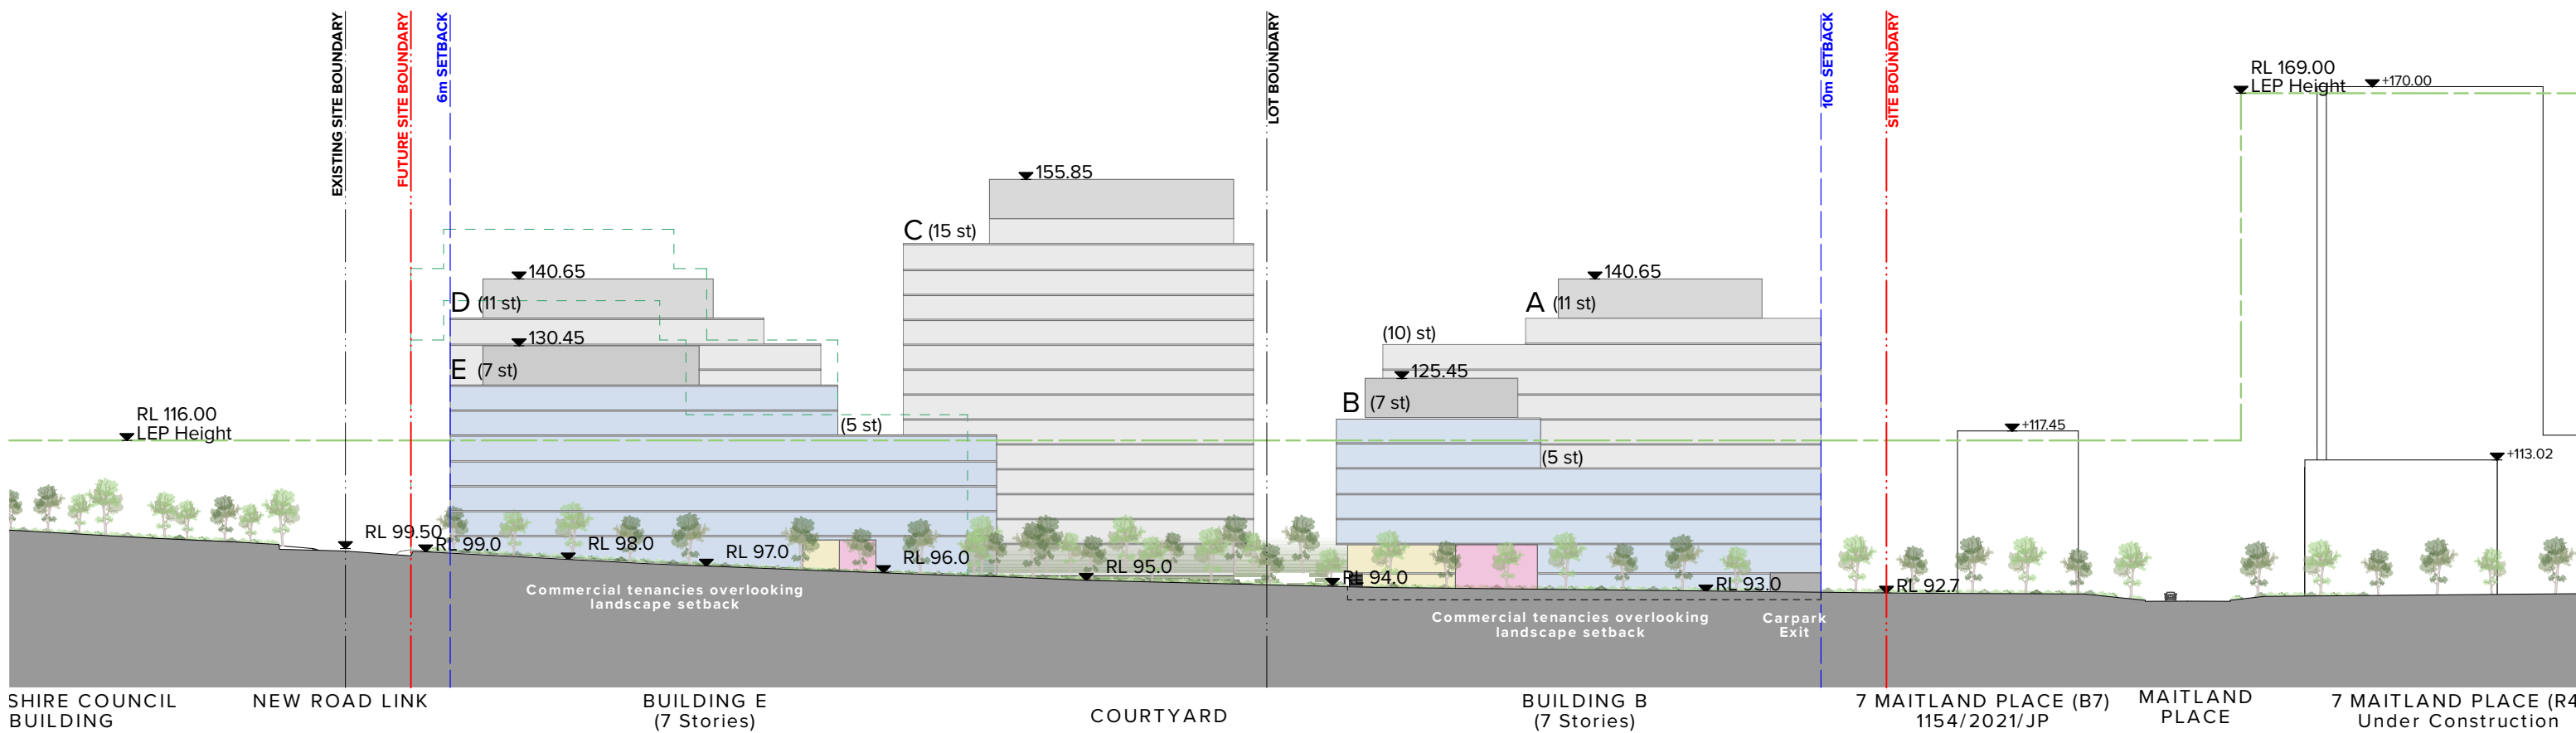 EXISTING SITE BOUNDARY
FUTURE SITE BOUNDARY
6m SETBACK
LOT BOUNDARY
10m SETBACK
SITE BOUNDARY
RL 169.00
LEP Height
+170.00
155.85
C (15 st)
140.65
D (11 st)
130.45
E (7 st)
(5 st)
140.65
A (11 st)
(10) st)
125.45
B (7 st)
(5 st)
RL 116.00
LEP Height
+117.45
+113.02
RL 99.50
RL 99.0
RL 98.0
RL 97.0
RL 96.0
RL 95.0
RL 94.0
RL 93.0
RL 92.7
Commercial tenancies overlooking
landscape setback
Commercial tenancies overlooking
landscape setback
Carpark
Exit
SHIRE COUNCIL
BUILDING
NEW ROAD LINK
BUILDING E
(7 Stories)
COURTYARD
BUILDING B
(7 Stories)
7 MAITLAND PLACE (B7)
1154/2021/JP
MAITLAND
PLACE
7 MAITLAND PLACE (R4
Under Construction